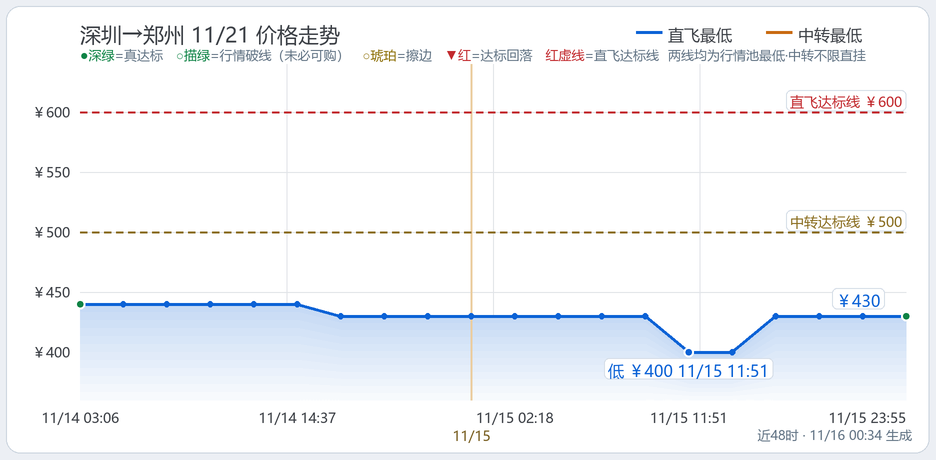 深圳→郑州 11/21 价格走势
直飞最低 中转最低
●深绿=真达标 ○描绿=行情破线（未必可购） ○琥珀=擦边 ▼红=达标回落 红虚线=直飞达标线 两线均为行情池最低·中转不限直挂
¥600
直飞达标线 ¥600
¥550
¥500
中转达标线 ¥500
¥450
¥430
¥400
低 ¥400 11/15 11:51
11/14 03:06 11/14 14:37 11/15 02:18 11/15 11:51 11/15 23:55
11/15
近48时 · 11/16 00:34 生成